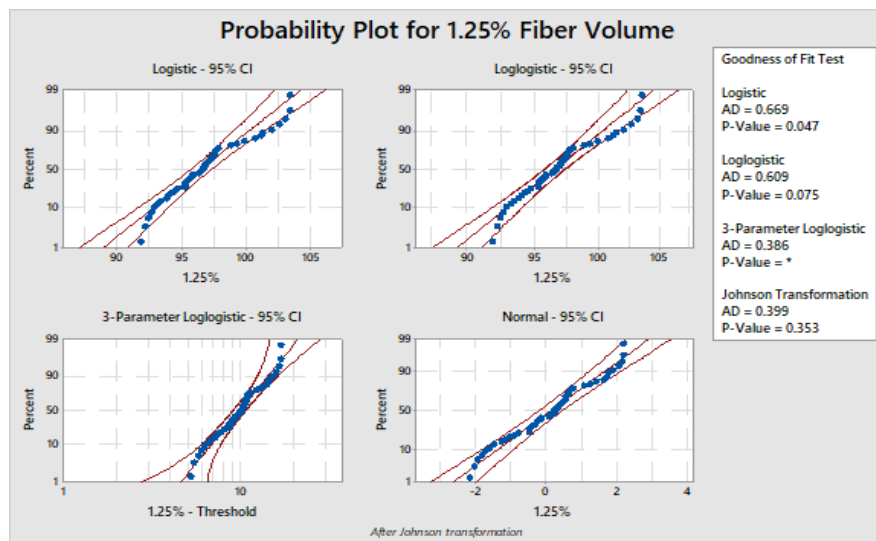 Probability Plot for 1.25% Fiber Volume
Logistic - 95% CI
99
90
50
10
1
Percent
90 95 100 105
1.25%
Loglogistic - 95% CI
99
90
50
10
1
Percent
90 95 100 105
1.25%
Goodness of Fit Test
Logistic
AD = 0.669
P-Value = 0.047
Loglogistic
AD = 0.609
P-Value = 0.075
3-Parameter Loglogistic
AD = 0.386
P-Value = *
Johnson Transformation
AD = 0.399
P-Value = 0.353
3-Parameter Loglogistic - 95% CI
99
90
50
10
1
Percent
1 10
1.25% - Threshold
Normal - 95% CI
99
90
50
10
1
Percent
-2 0 2 4
1.25%
After Johnson transformation